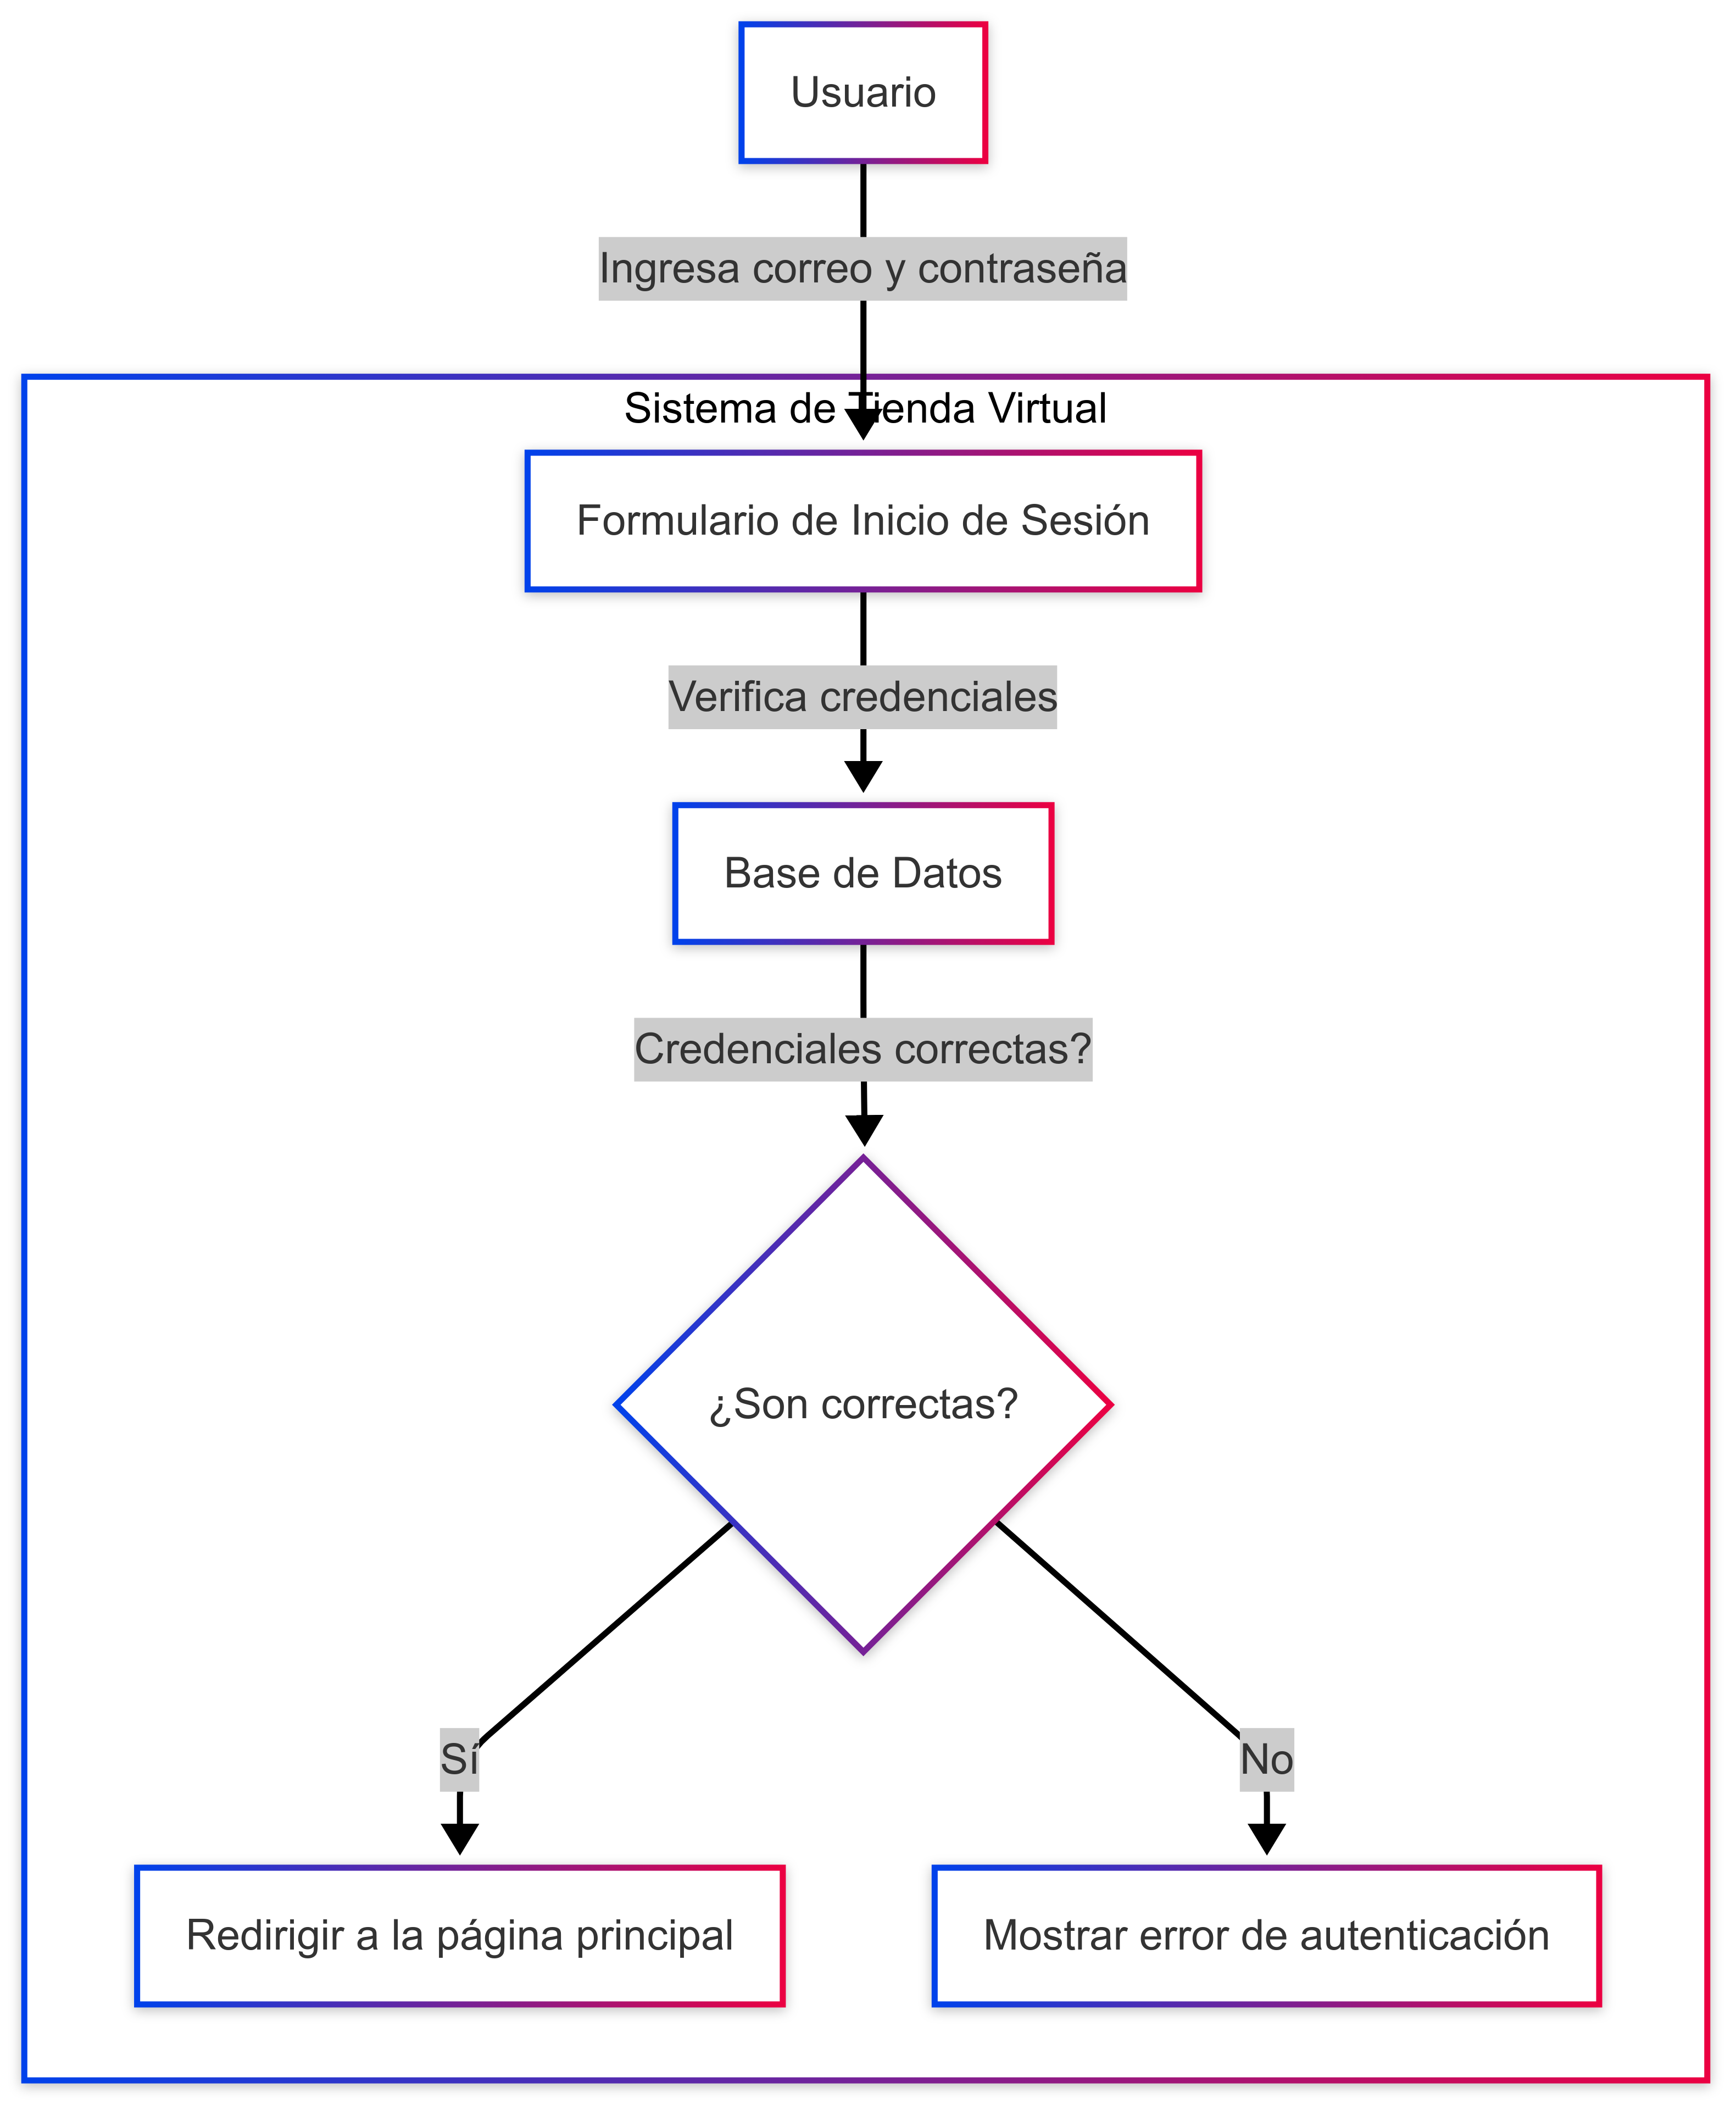 Usuario
Ingresa correo y contraseña
Sistema de Tienda Virtual
Formulario de Inicio de Sesión
Verifica credenciales
Base de Datos
Credenciales correctas?
¿Son correctas?
Sí
No
Redirigir a la página principal
Mostrar error de autenticación